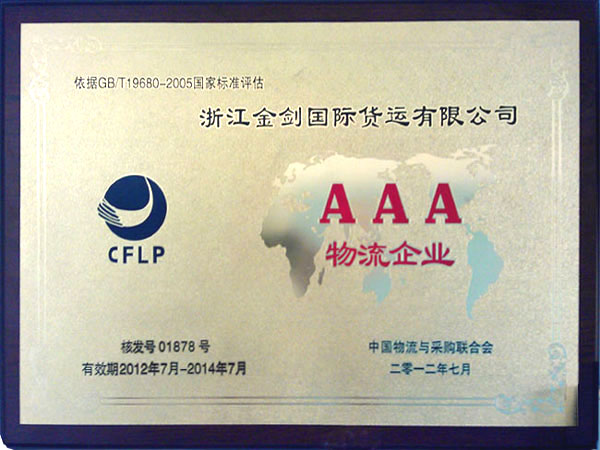 依据GB/T19680-2005国家标准评估
浙江金剑国际货运有限公司
AAA
物流企业
CFLP
核发号 01878 号
有效期2012年7月-2014年7月
中国物流与采购联合会
二零一二年七月